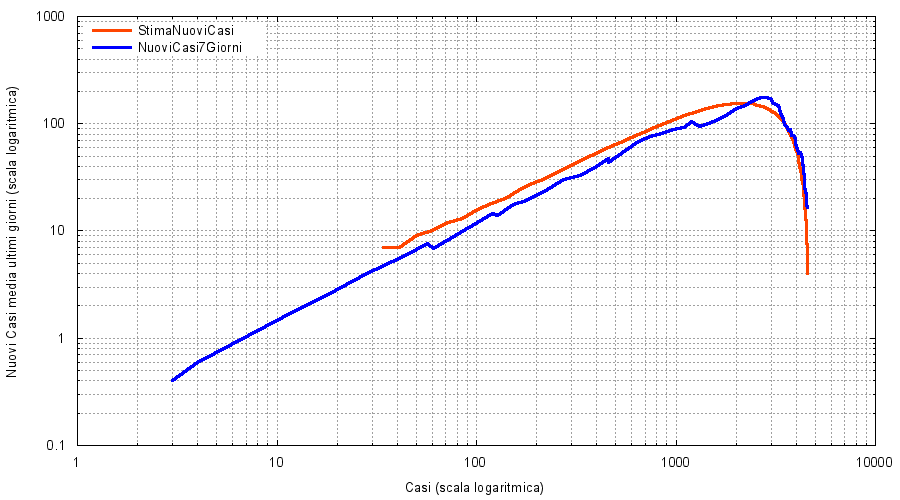 1000
100
10
1
0.1
Nuovi Casi media ultimi giorni (scala logaritmica)
StimaNuoviCasi
NuoviCasi7Giorni
1 10 100 1000 10000
Casi (scala logaritmica)